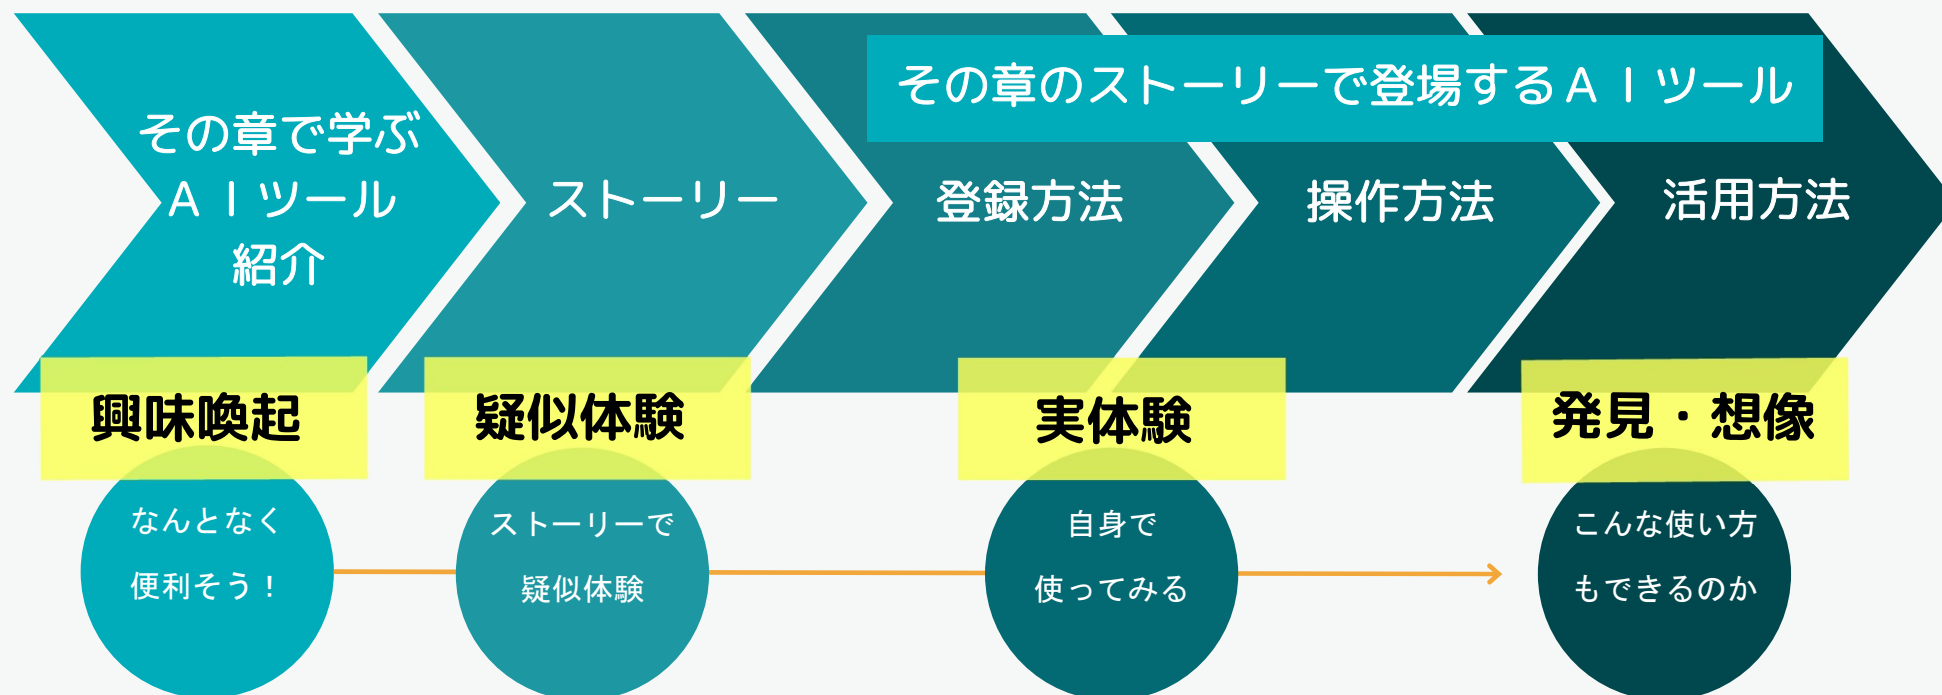 その章のストーリーで登場するＡＩツール
その章で学ぶ
ＡＩツール
紹介
ストーリー
登録方法
操作方法
活用方法
興味喚起
疑似体験
実体験
発見・想像
なんとなく
便利そう！
ストーリーで
疑似体験
自身で
使ってみる
こんな使い方
もできるのか